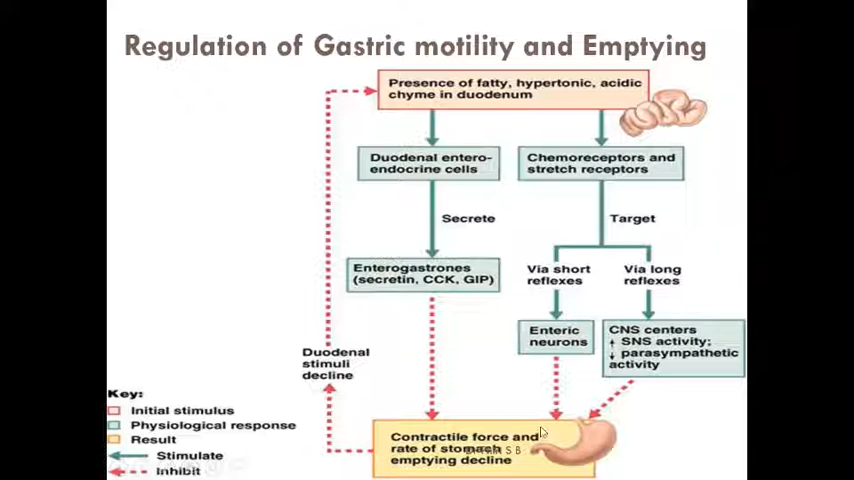 Regulation of Gastric motility and Emptying
Presence of fatty, hypertonic, acidic
chyme in duodenum
Duodenal entero-
endocrine cells
Chemoreceptors and
stretch receptors
Secrete
Target
Enterogastrones
(secretin, CCK, GIP)
Via short
reflexes
Via long
reflexes
Enteric
neurons
CNS centers
↑ SNS activity;
↓ parasympathetic
activity
Duodenal
stimuli
decline
Contractile force and
rate of stomach
emptying decline
Key:
Initial stimulus
Physiological response
Result
Stimulate
Inhibit